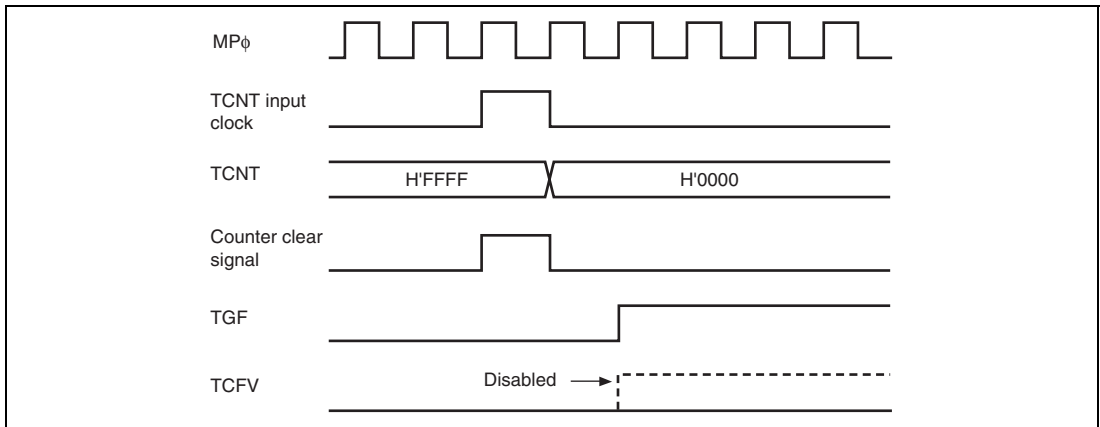 MPϕ
TCNT input
clock
TCNT
H'FFFF
H'0000
Counter clear
signal
TGF
TCFV
Disabled